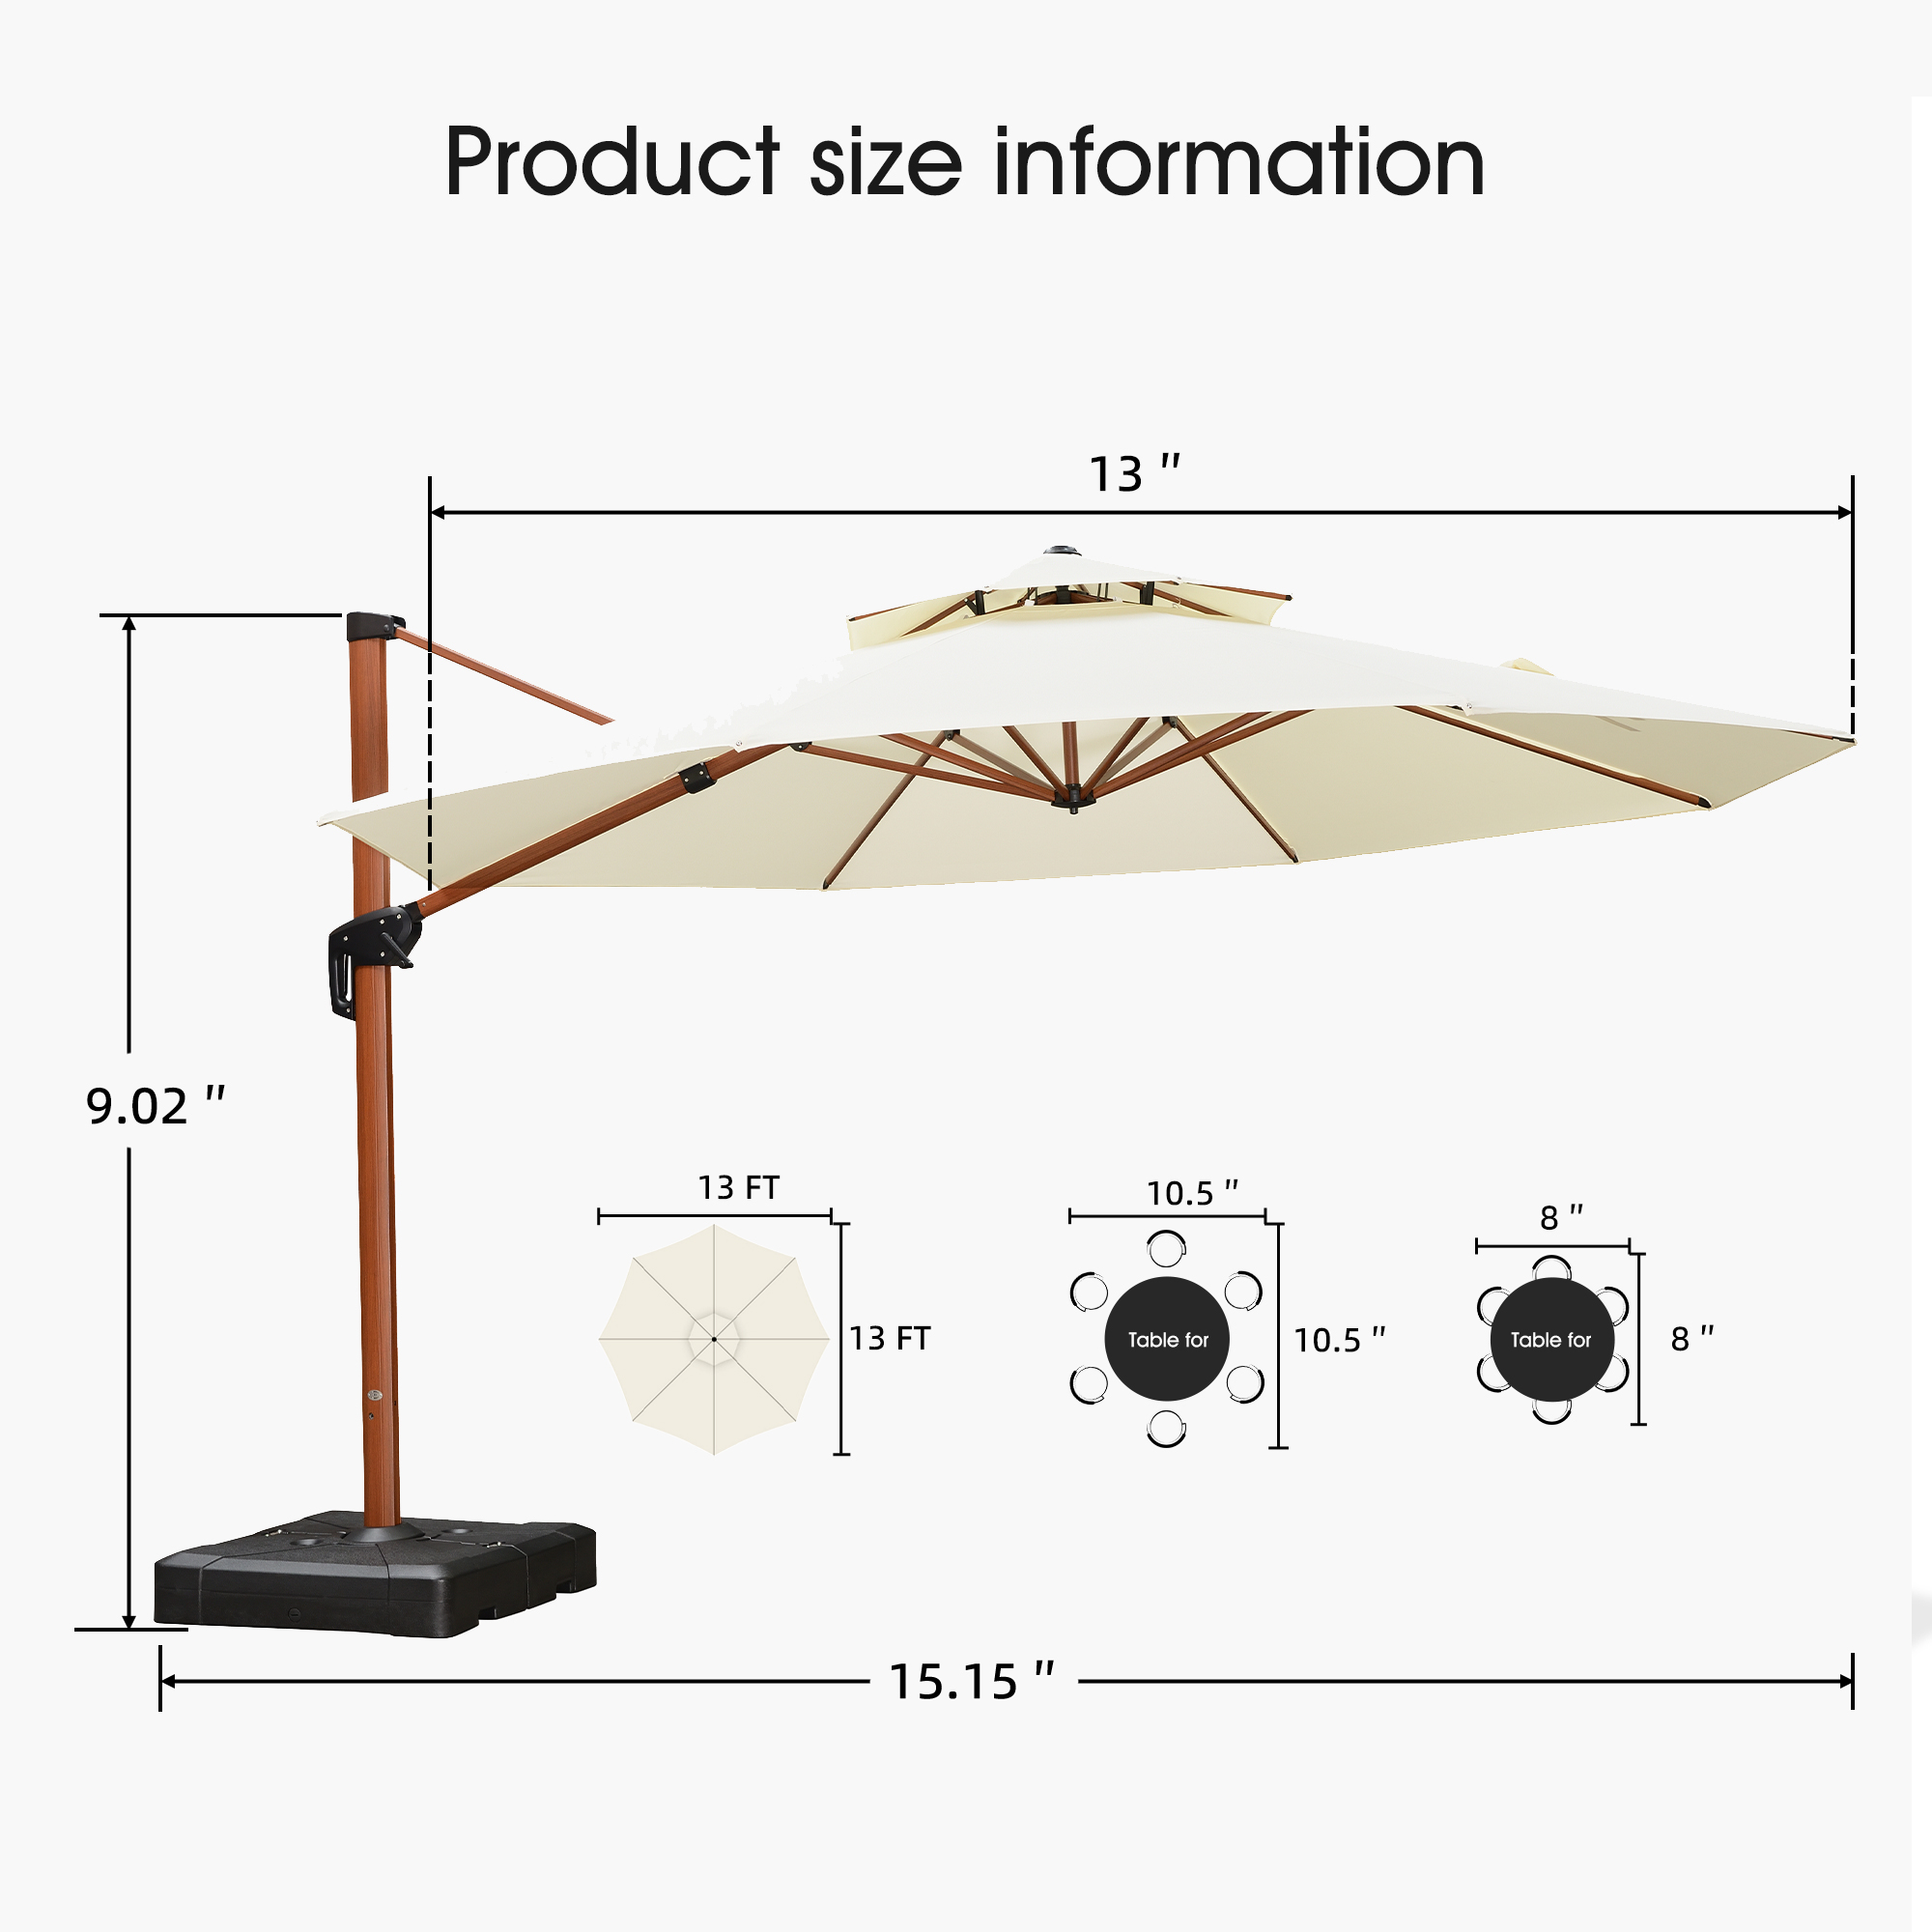 Product size information
13 "
9.02 "
13 FT
13 FT
10.5 "
Table for
10.5 "
8 "
Table for
8 "
15.15 "